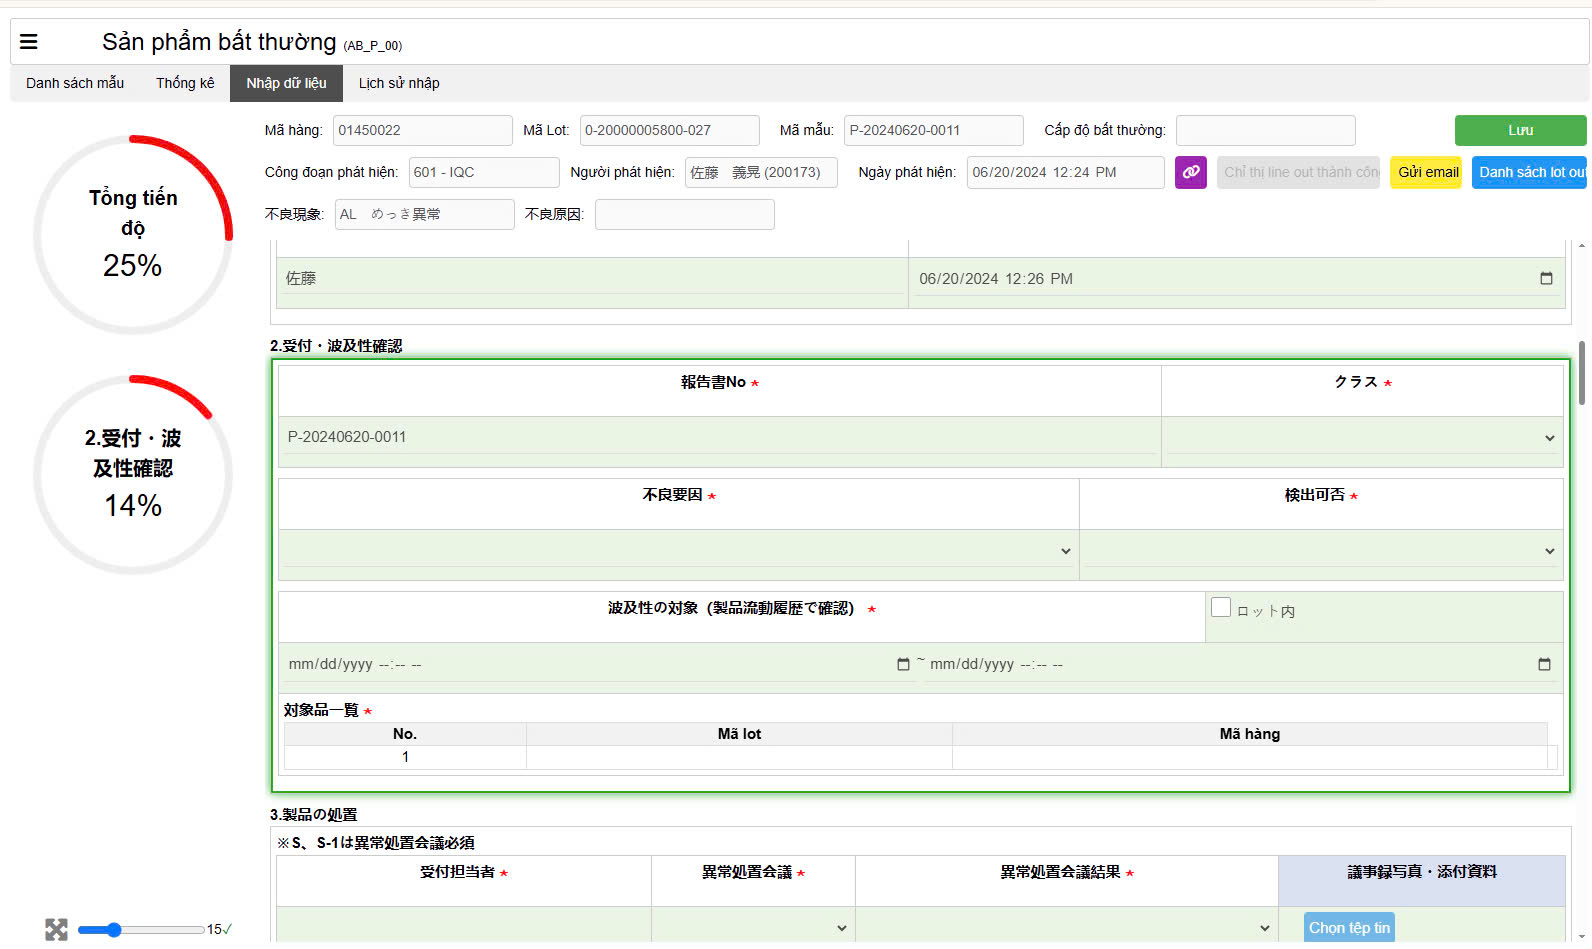 Sản phẩm bất thường (AB_P_00)
Danh sách mẫu Thống kê Nhập dữ liệu Lịch sử nhập
Mã hàng: 01450022 Mã Lot: 0-20000005800-027 Mã mẫu: P-20240620-0011 Cấp độ bất thường: Lưu
Công đoạn phát hiện: 601 - IQC Người phát hiện: 佐藤　義晃 (200173) Ngày phát hiện: 06/20/2024 12:24 PM Chỉ thị line out thành côn Gửi email Danh sách lot out
不良現象: AL　めっき異常 不良原因:
Tổng tiến
độ
25%
佐藤 06/20/2024 12:26 PM
2.受付・波及性確認
報告書No * クラス *
P-20240620-0011
2.受付・波
及性確認
14%
不良要因 * 検出可否 *
波及性の対象（製品流動履歴で確認） * ロット内
mm/dd/yyyy --:-- -- ~ mm/dd/yyyy --:-- --
対象品一覧 *
No. Mã lot Mã hàng
1
3.製品の処置
※S、S-1は異常処置会議必須
受付担当者 * 異常処置会議 * 異常処置会議結果 * 議事録写真・添付資料
Chọn tệp tin
15✓